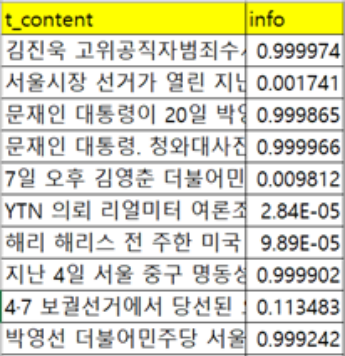 t_content info
김진욱 고위공직자범죄수 0.999974
서울시장 선거가 열린 지난 0.001741
문재인 대통령이 20일 0.999865
문재인 대통령. 청와대사진 0.999966
7일 오후 김영춘 더불어민 0.009812
YTN 의뢰 리얼미터 여론조 2.84E-05
해리 해리스 전 주한 미국 9.89E-05
지난 4일 서울 중구 명동성 0.999902
4·7 보궐선거에서 당선된 0.113483
박영선 더불어민주당 서울 0.999242